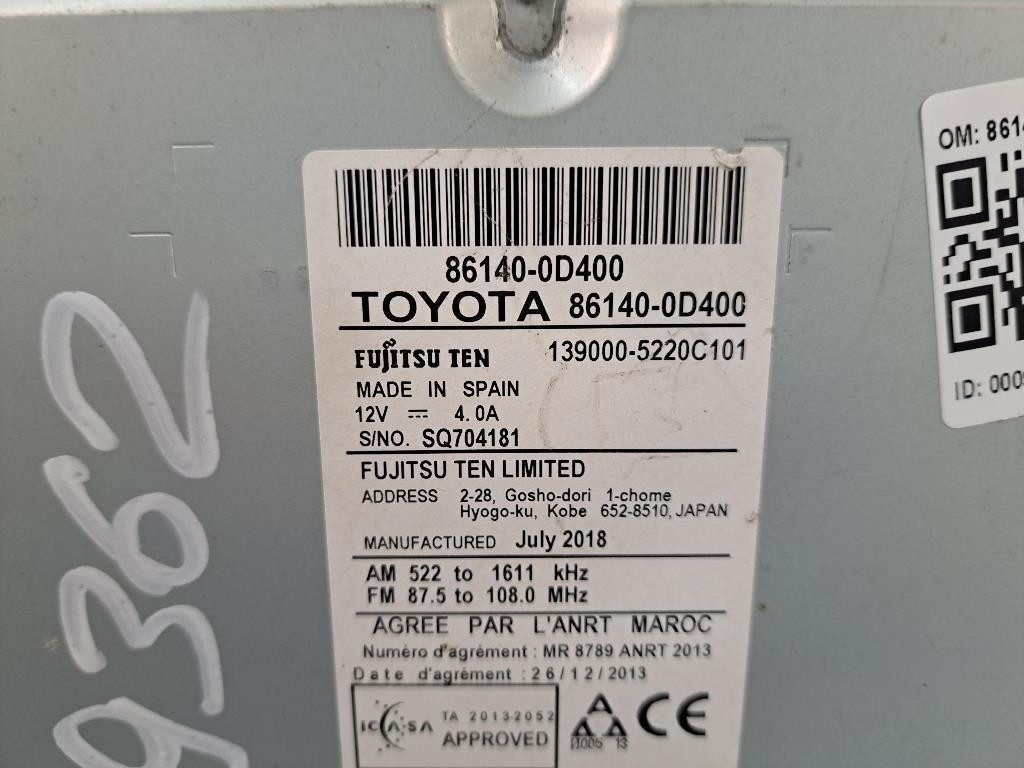 86140-0D400
TOYOTA 86140-0D400
FUJITSU TEN 139000-5220C101
MADE IN SPAIN
12V ⎓ 4.0A
S/NO. SQ704181
FUJITSU TEN LIMITED
ADDRESS 2-28, Gosho-dori 1-chome
Hyogo-ku, Kobe 652-8510, JAPAN
MANUFACTURED July 2018
AM 522 to 1611 kHz
FM 87.5 to 108.0 MHz
AGREE PAR L'ANRT MAROC
Numéro d'agrément : MR 8789 ANRT 2013
Date d'agrément : 26/12/2013
ICASA TA 2013-2052
APPROVED
CE
OM: 861
ID: 000
9362